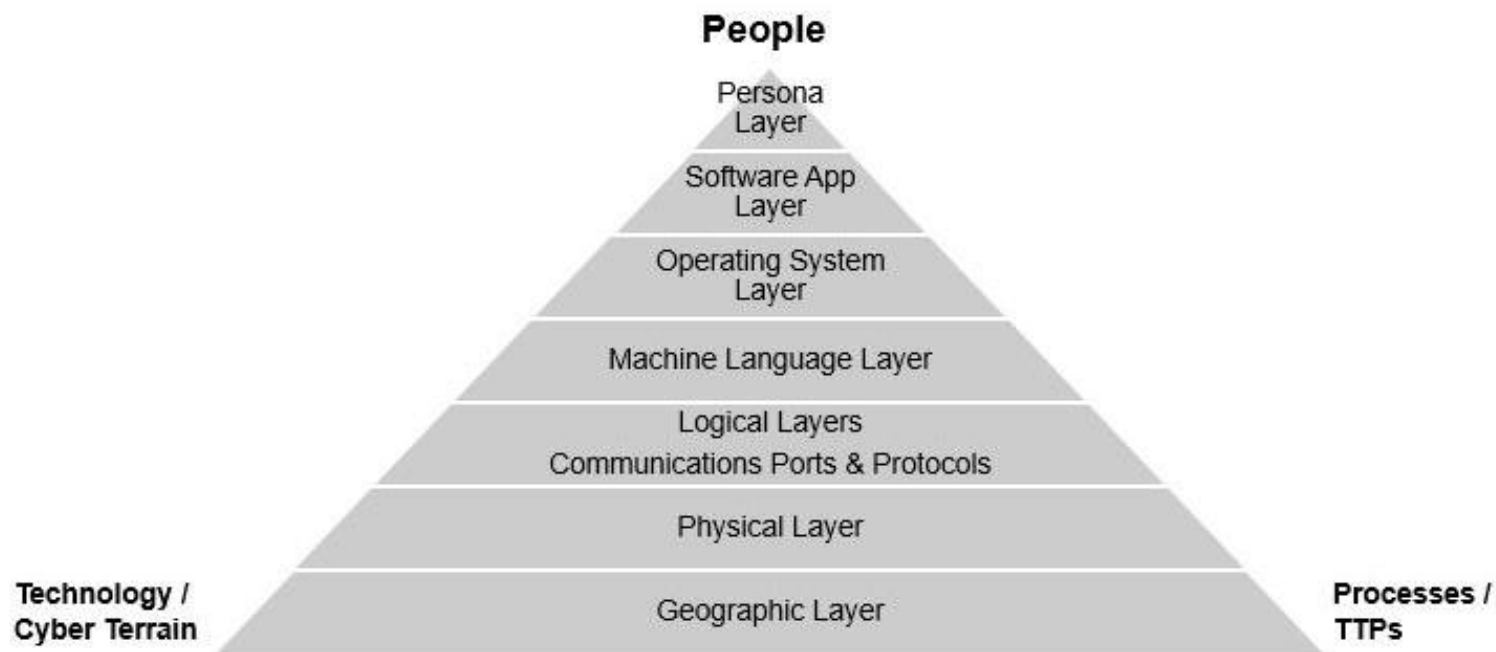 People
Persona
Layer
Software App
Layer
Operating System
Layer
Machine Language Layer
Logical Layers
Communications Ports & Protocols
Physical Layer
Geographic Layer
Technology /
Cyber Terrain
Processes /
TTPs